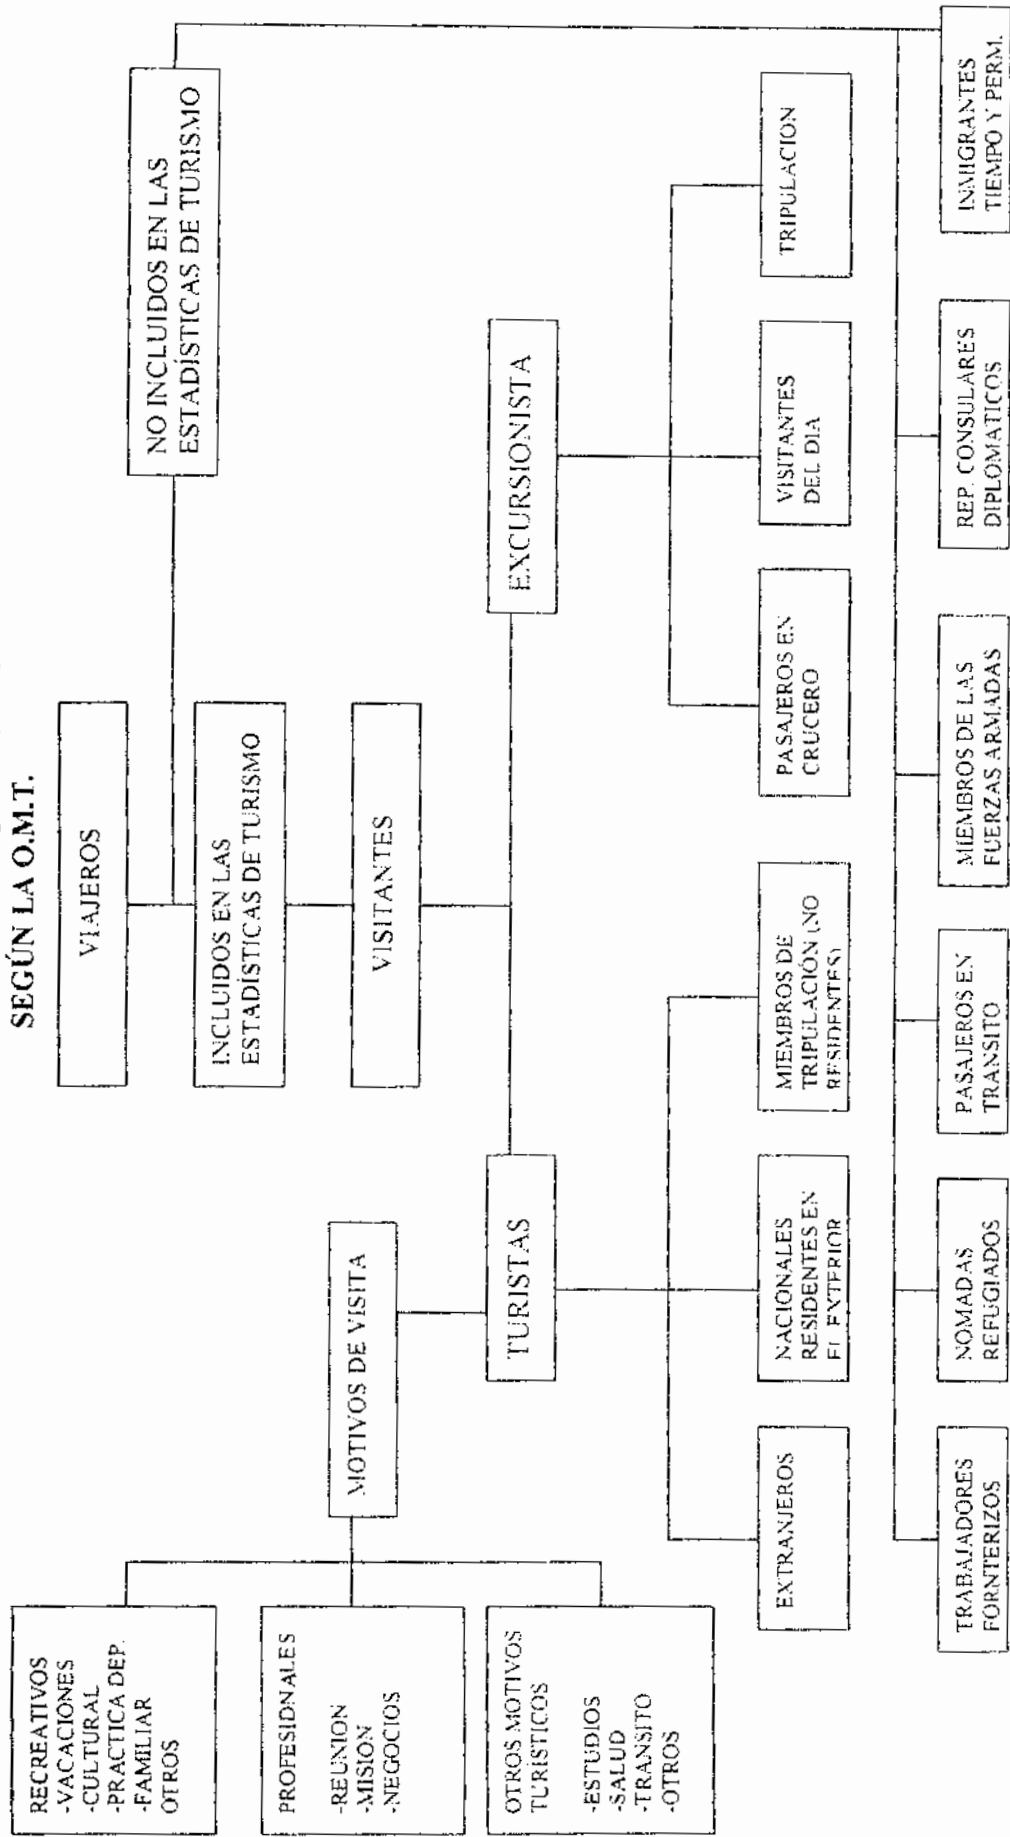 SEGÚN LA O.M.T.
VIAJEROS
NO INCLUIDOS EN LAS
ESTADÍSTICAS DE TURISMO
INCLUIDOS EN LAS
ESTADÍSTICAS DE TURISMO
VISITANTES
RECREATIVOS
-VACACIONES
-CULTURAL
-PRACTICA DEP.
-FAMILIAR
OTROS
PROFESIDNALES
-REUNION
-MISION
-NEGOCIOS
OTROS MOTIVOS
TURÍSTICOS
-ESTUDIOS
-SALUD
-TRANSITO
-OTROS
MOTIVOS DE VISITA
TURISTAS
EXCURSIONISTA
EXTRANJEROS
NACIONALES
RESIDENTES EN
EL EXTERIOR
MIEMBROS DE
TRIPULACIÓN (NO
RESIDENTES)
PASAJEROS EN
CRUCERO
VISITANTES
DEL DIA
TRIPULACION
TRABAJADORES
FORNTERIZOS
NOMADAS
REFUGIADOS
PASAJEROS EN
TRANSITO
MIEMBROS DE LAS
FUERZAS ARMADAS
REP. CONSULARES
DIPLOMATICOS
INMIGRANTES
TIEMPO Y PERM.